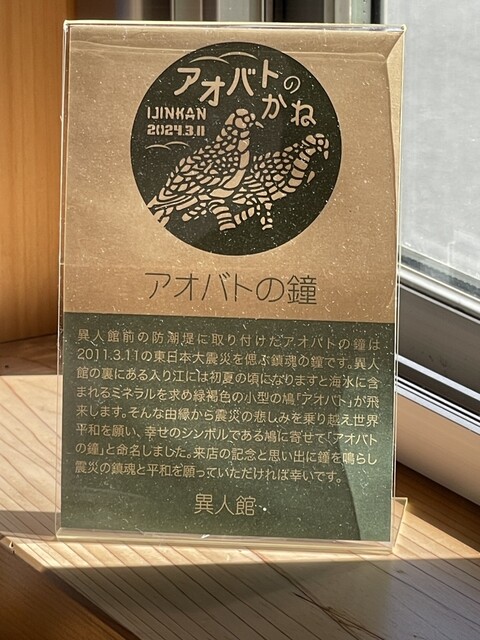 アオバトの
かね
IJINKAN
2024.3.11
アオバトの鐘
異人館前の防潮堤に取り付けたアオバトの鐘は
2011.3.11の東日本大震災を偲ぶ鎮魂の鐘です。異人
館の裏にある入り江には初夏の頃になりますと海水に含
まれるミネラルを求め緑褐色の小型の鳩「アオバト」が飛
来します。そんな由縁から震災の悲しみを乗り越え世界
平和を願い、幸せのシンボルである鳩に寄せて「アオバト
の鐘」と命名しました。来店の記念と思い出に鐘を鳴らし
震災の鎮魂と平和を願っていただければ幸いです。
異人館